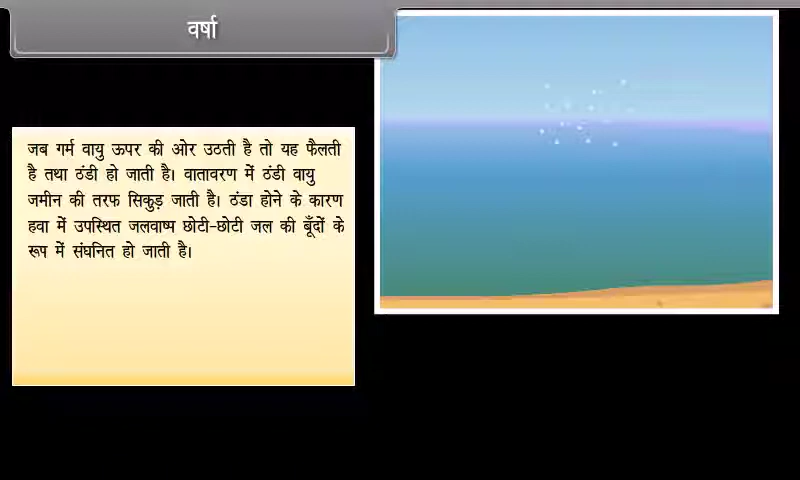 वर्षा
जब गर्म वायु ऊपर की ओर उठती है तो यह फैलती
है तथा ठंडी हो जाती है। वातावरण में ठंडी वायु
जमीन की तरफ सिकुड़ जाती है। ठंडा होने के कारण
हवा में उपस्थित जलवाष्प छोटी-छोटी जल की बूँदों के
रूप में संघनित हो जाती है।